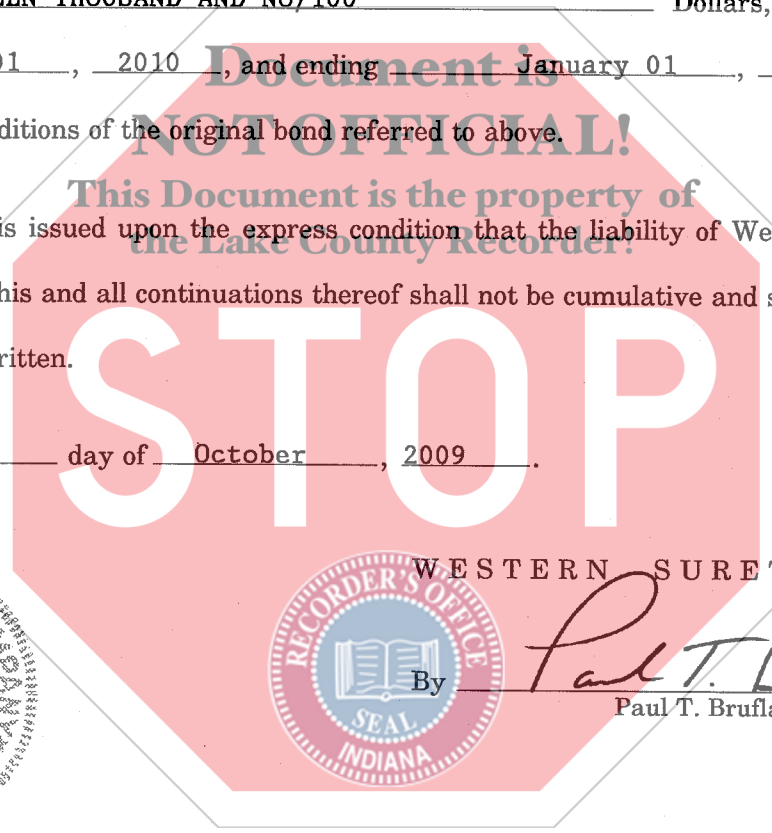 THOUSAND AND NO/100 Dollars,
01, 2010, and ending January 01,
Document is
NOT OFFICIAL!
ditions of the original bond referred to above.
This Document is the property of
the Lake County Recorder!
is issued upon the express condition that the liability of We
his and all continuations thereof shall not be cumulative and s
ritten.
STOP
day of October, 2009.
WESTERN SURET
RECORDER'S OFFICE
SEAL
INDIANA
By Paul T.
Paul T. Brufla